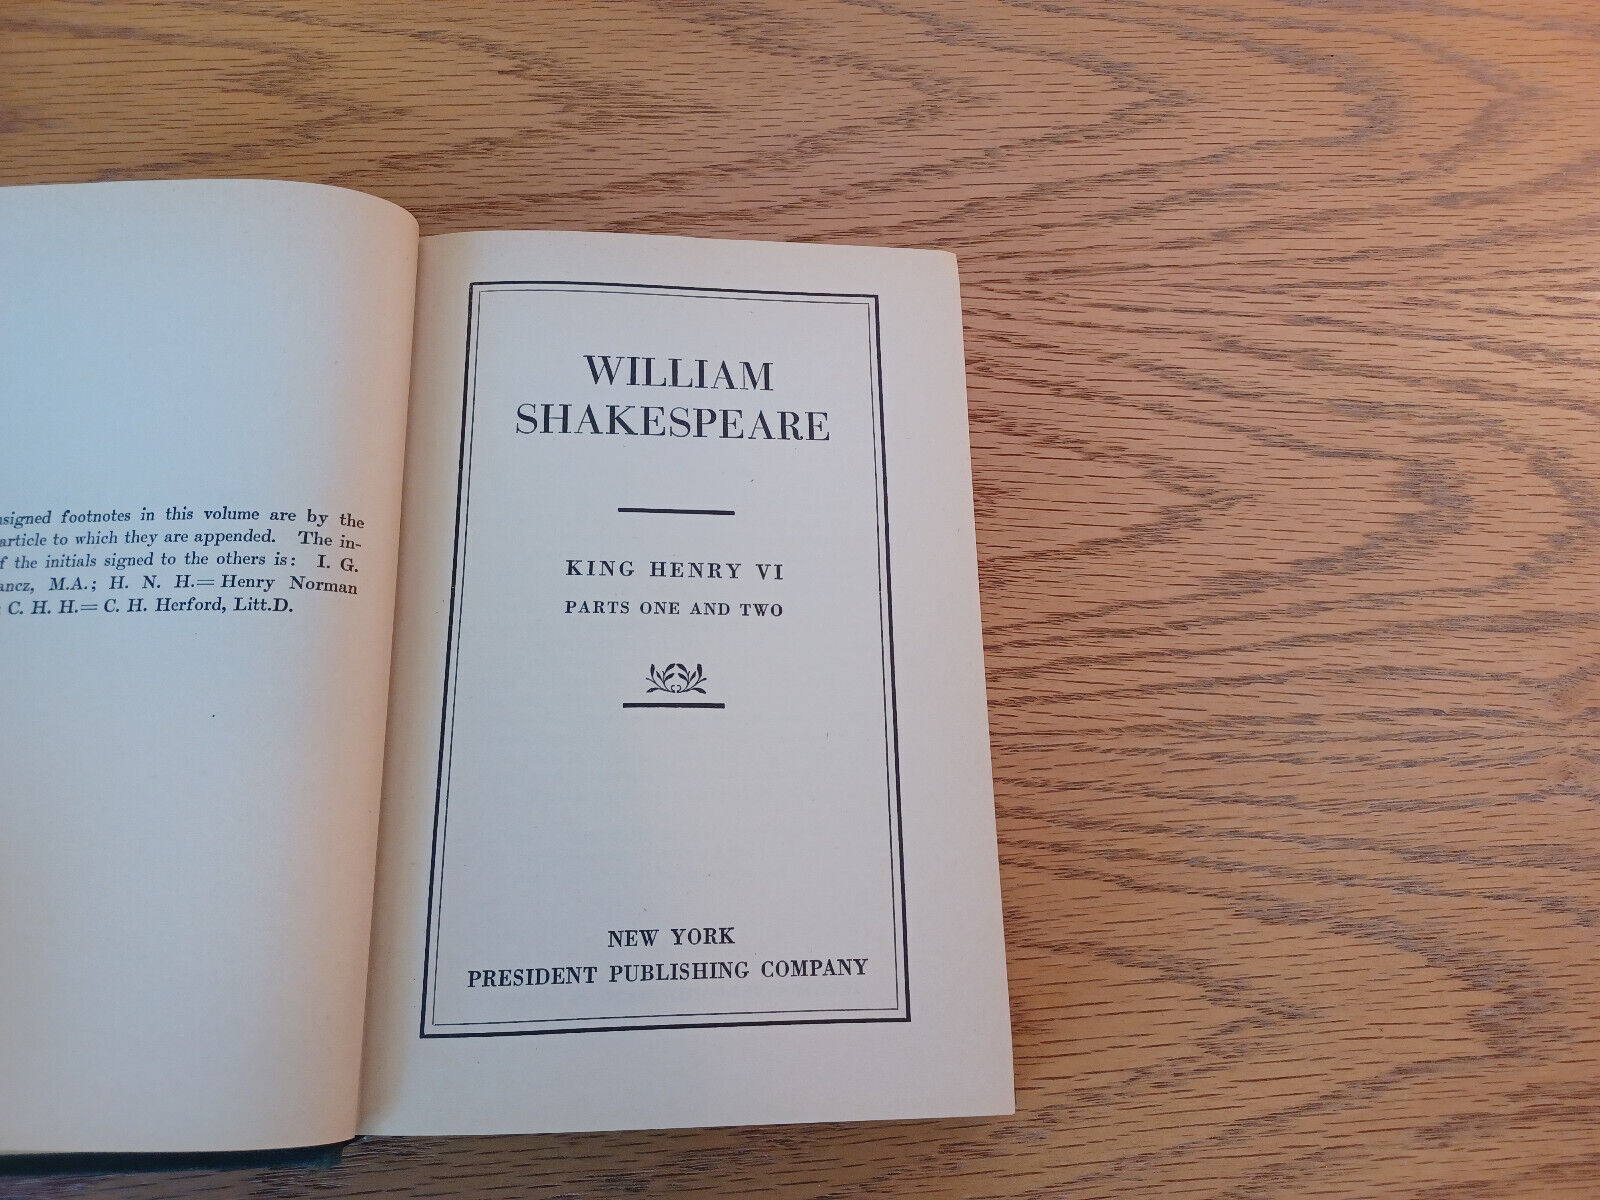 footnotes in this volume are by the
article to which they are appended. The in-
the initials signed to the others is: I. G.
M.A.; H. N. H.= Henry Norman
C. H. H.= C. H. Herford, Litt.D.
WILLIAM
SHAKESPEARE
KING HENRY VI
PARTS ONE AND TWO
NEW YORK
PRESIDENT PUBLISHING COMPANY